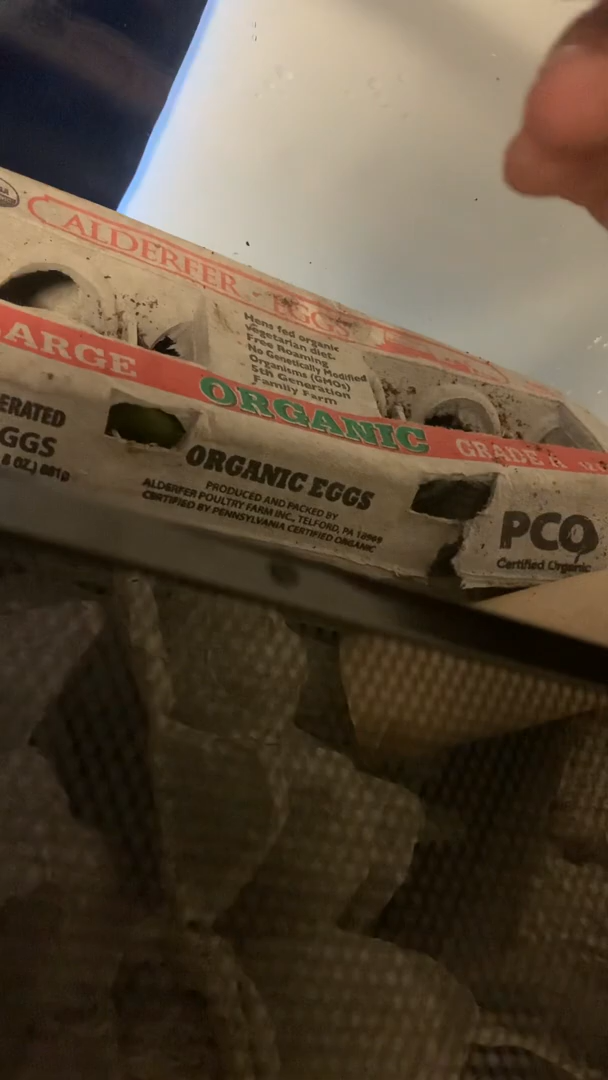 ALDERFER EGGS
Hens fed organic
vegetarian diet.
Free Roaming
No Genetically Modified
Organisms (GMOs)
5th Generation
Family Farm
ARGE
ORGANIC
GRADE A
ERATED
GGS
ORGANIC EGGS
PRODUCED AND PACKED BY
ALDERFER POULTRY FARM INC., TELFORD, PA 18969
CERTIFIED BY PENNSYLVANIA CERTIFIED ORGANIC
PCO
Certified Organic